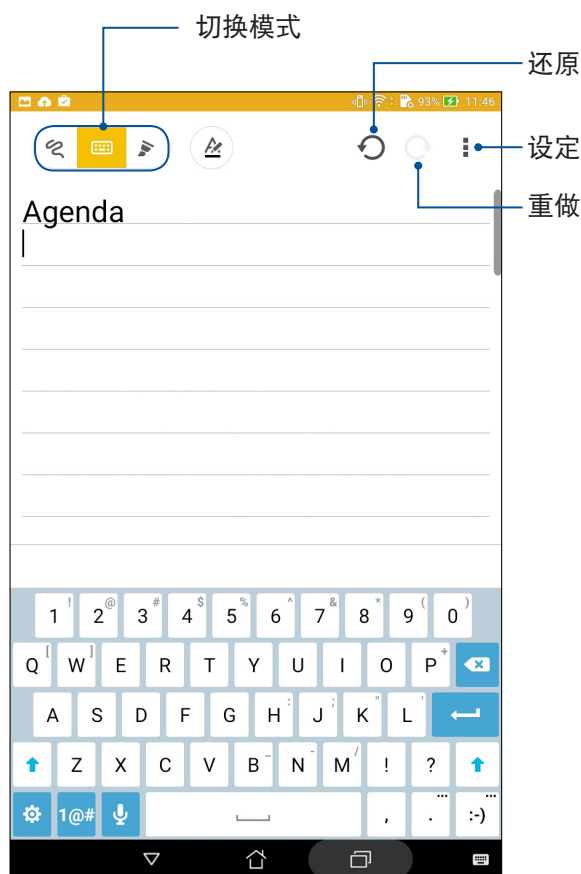 切换模式
还原
93% 11:46
设定
重做
Agenda
! @ # $ % ^ & * ( )
1 2 3 4 5 6 7 8 9 0
[ ] +
Q W E R T Y U I O P
: ; " '
A S D F G H J K L
_ - /
Z X C V B N M ! ?
1@# , . ... :-) ...